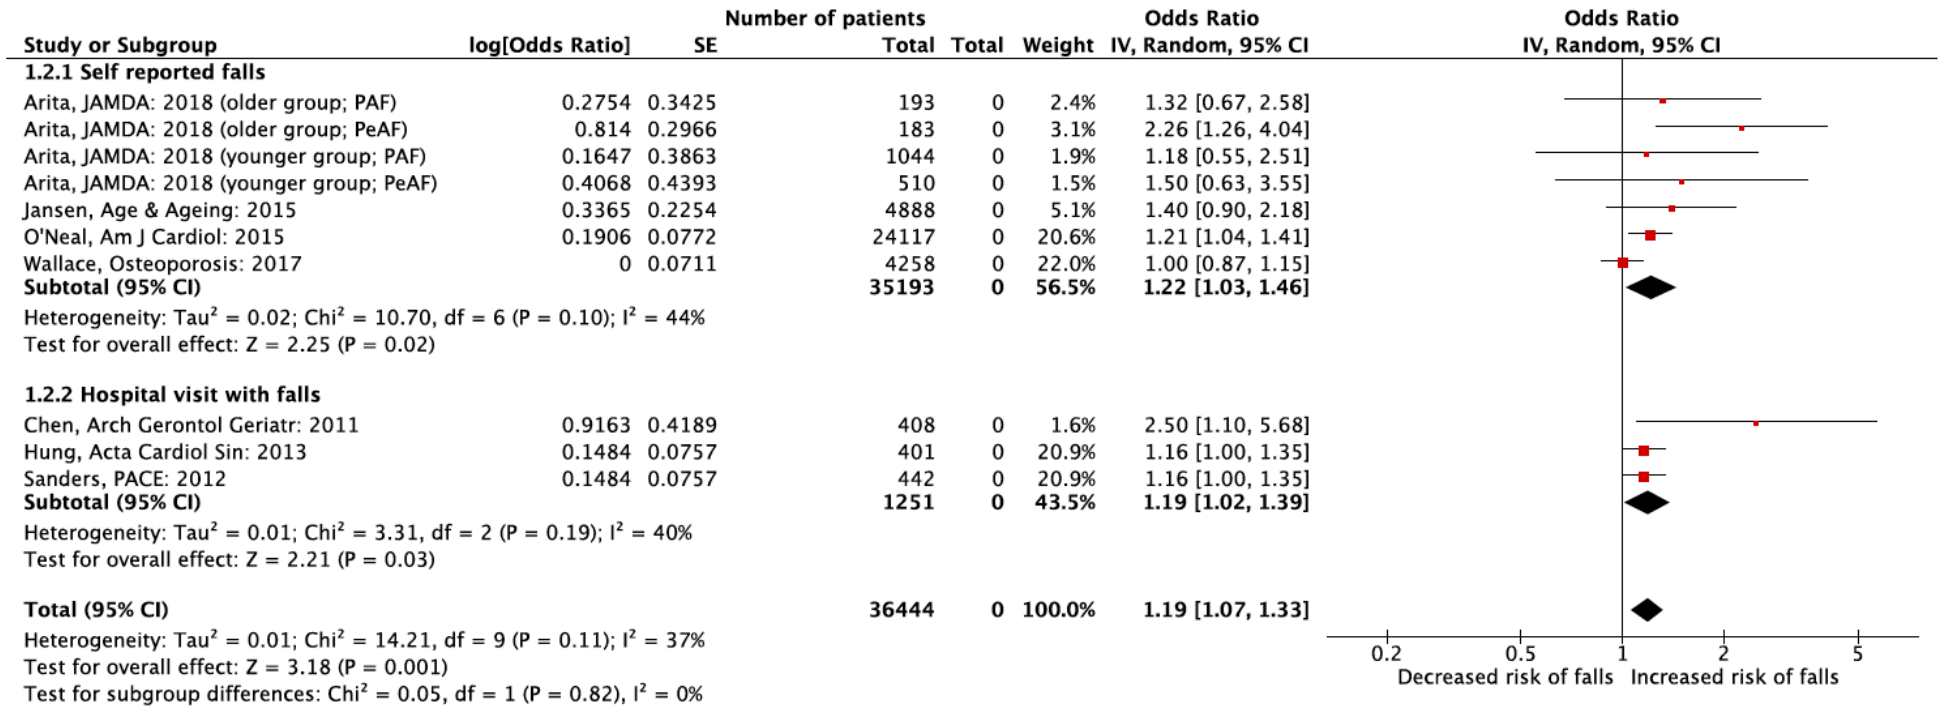 Number of patients Odds Ratio Odds Ratio
Study or Subgroup log[Odds Ratio] SE Total Total Weight IV, Random, 95% CI IV, Random, 95% CI
1.2.1 Self reported falls
Arita, JAMDA: 2018 (older group; PAF) 0.2754 0.3425 193 0 2.4% 1.32 [0.67, 2.58]
Arita, JAMDA: 2018 (older group; PeAF) 0.814 0.2966 183 0 3.1% 2.26 [1.26, 4.04]
Arita, JAMDA: 2018 (younger group; PAF) 0.1647 0.3863 1044 0 1.9% 1.18 [0.55, 2.51]
Arita, JAMDA: 2018 (younger group; PeAF) 0.4068 0.4393 510 0 1.5% 1.50 [0.63, 3.55]
Jansen, Age & Ageing: 2015 0.3365 0.2254 4888 0 5.1% 1.40 [0.90, 2.18]
O'Neal, Am J Cardiol: 2015 0.1906 0.0772 24117 0 20.6% 1.21 [1.04, 1.41]
Wallace, Osteoporosis: 2017 0 0.0711 4258 0 22.0% 1.00 [0.87, 1.15]
Subtotal (95% CI) 35193 0 56.5% 1.22 [1.03, 1.46]
Heterogeneity: Tau² = 0.02; Chi² = 10.70, df = 6 (P = 0.10); I² = 44%
Test for overall effect: Z = 2.25 (P = 0.02)
1.2.2 Hospital visit with falls
Chen, Arch Gerontol Geriatr: 2011 0.9163 0.4189 408 0 1.6% 2.50 [1.10, 5.68]
Hung, Acta Cardiol Sin: 2013 0.1484 0.0757 401 0 20.9% 1.16 [1.00, 1.35]
Sanders, PACE: 2012 0.1484 0.0757 442 0 20.9% 1.16 [1.00, 1.35]
Subtotal (95% CI) 1251 0 43.5% 1.19 [1.02, 1.39]
Heterogeneity: Tau² = 0.01; Chi² = 3.31, df = 2 (P = 0.19); I² = 40%
Test for overall effect: Z = 2.21 (P = 0.03)
Total (95% CI) 36444 0 100.0% 1.19 [1.07, 1.33]
Heterogeneity: Tau² = 0.01; Chi² = 14.21, df = 9 (P = 0.11); I² = 37%
Test for overall effect: Z = 3.18 (P = 0.001)
Test for subgroup differences: Chi² = 0.05, df = 1 (P = 0.82), I² = 0%
0.2 0.5 1 2 5
Decreased risk of falls Increased risk of falls